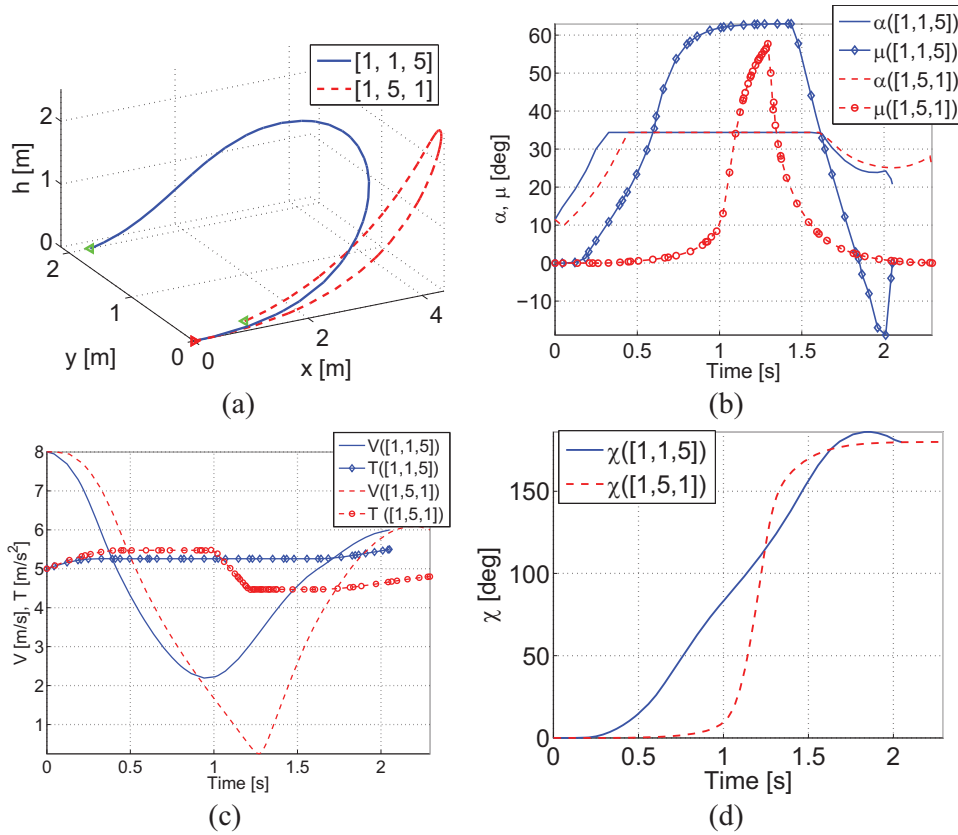 [1, 1, 5]
[1, 5, 1]
2
1
0
h [m]
2
1
0
y [m]
0
2
4
x [m]
(a)
α([1,1,5])
μ([1,1,5])
α([1,5,1])
μ([1,5,1])
60
50
40
30
20
10
0
−10
α, μ [deg]
0
0.5
1
1.5
2
Time [s]
(b)
V([1,1,5])
T([1,1,5])
V([1,5,1])
T ([1,5,1])
8
7
6
5
4
3
2
1
V [m/s], T [m/s²]
0
0.5
1
1.5
2
Time [s]
(c)
χ([1,1,5])
χ([1,5,1])
150
100
50
0
χ [deg]
0
0.5
1
1.5
2
Time [s]
(d)